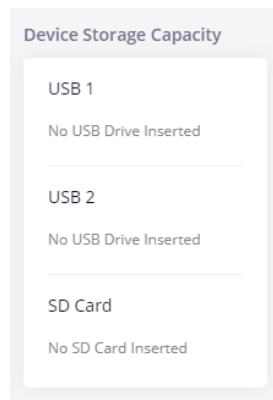 Device Storage Capacity
USB 1
No USB Drive Inserted
USB 2
No USB Drive Inserted
SD Card
No SD Card Inserted